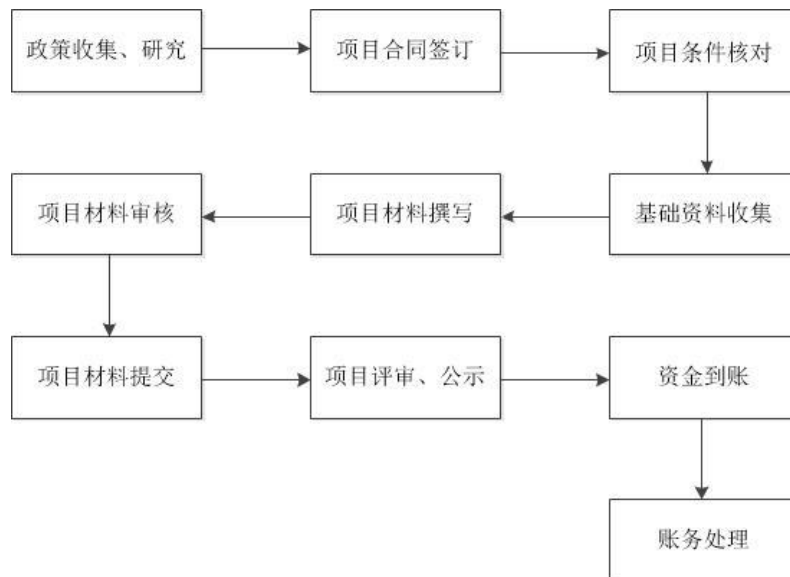 政策收集、研究
项目合同签订
项目条件核对
基础资料收集
项目材料撰写
项目材料审核
项目材料提交
项目评审、公示
资金到账
账务处理